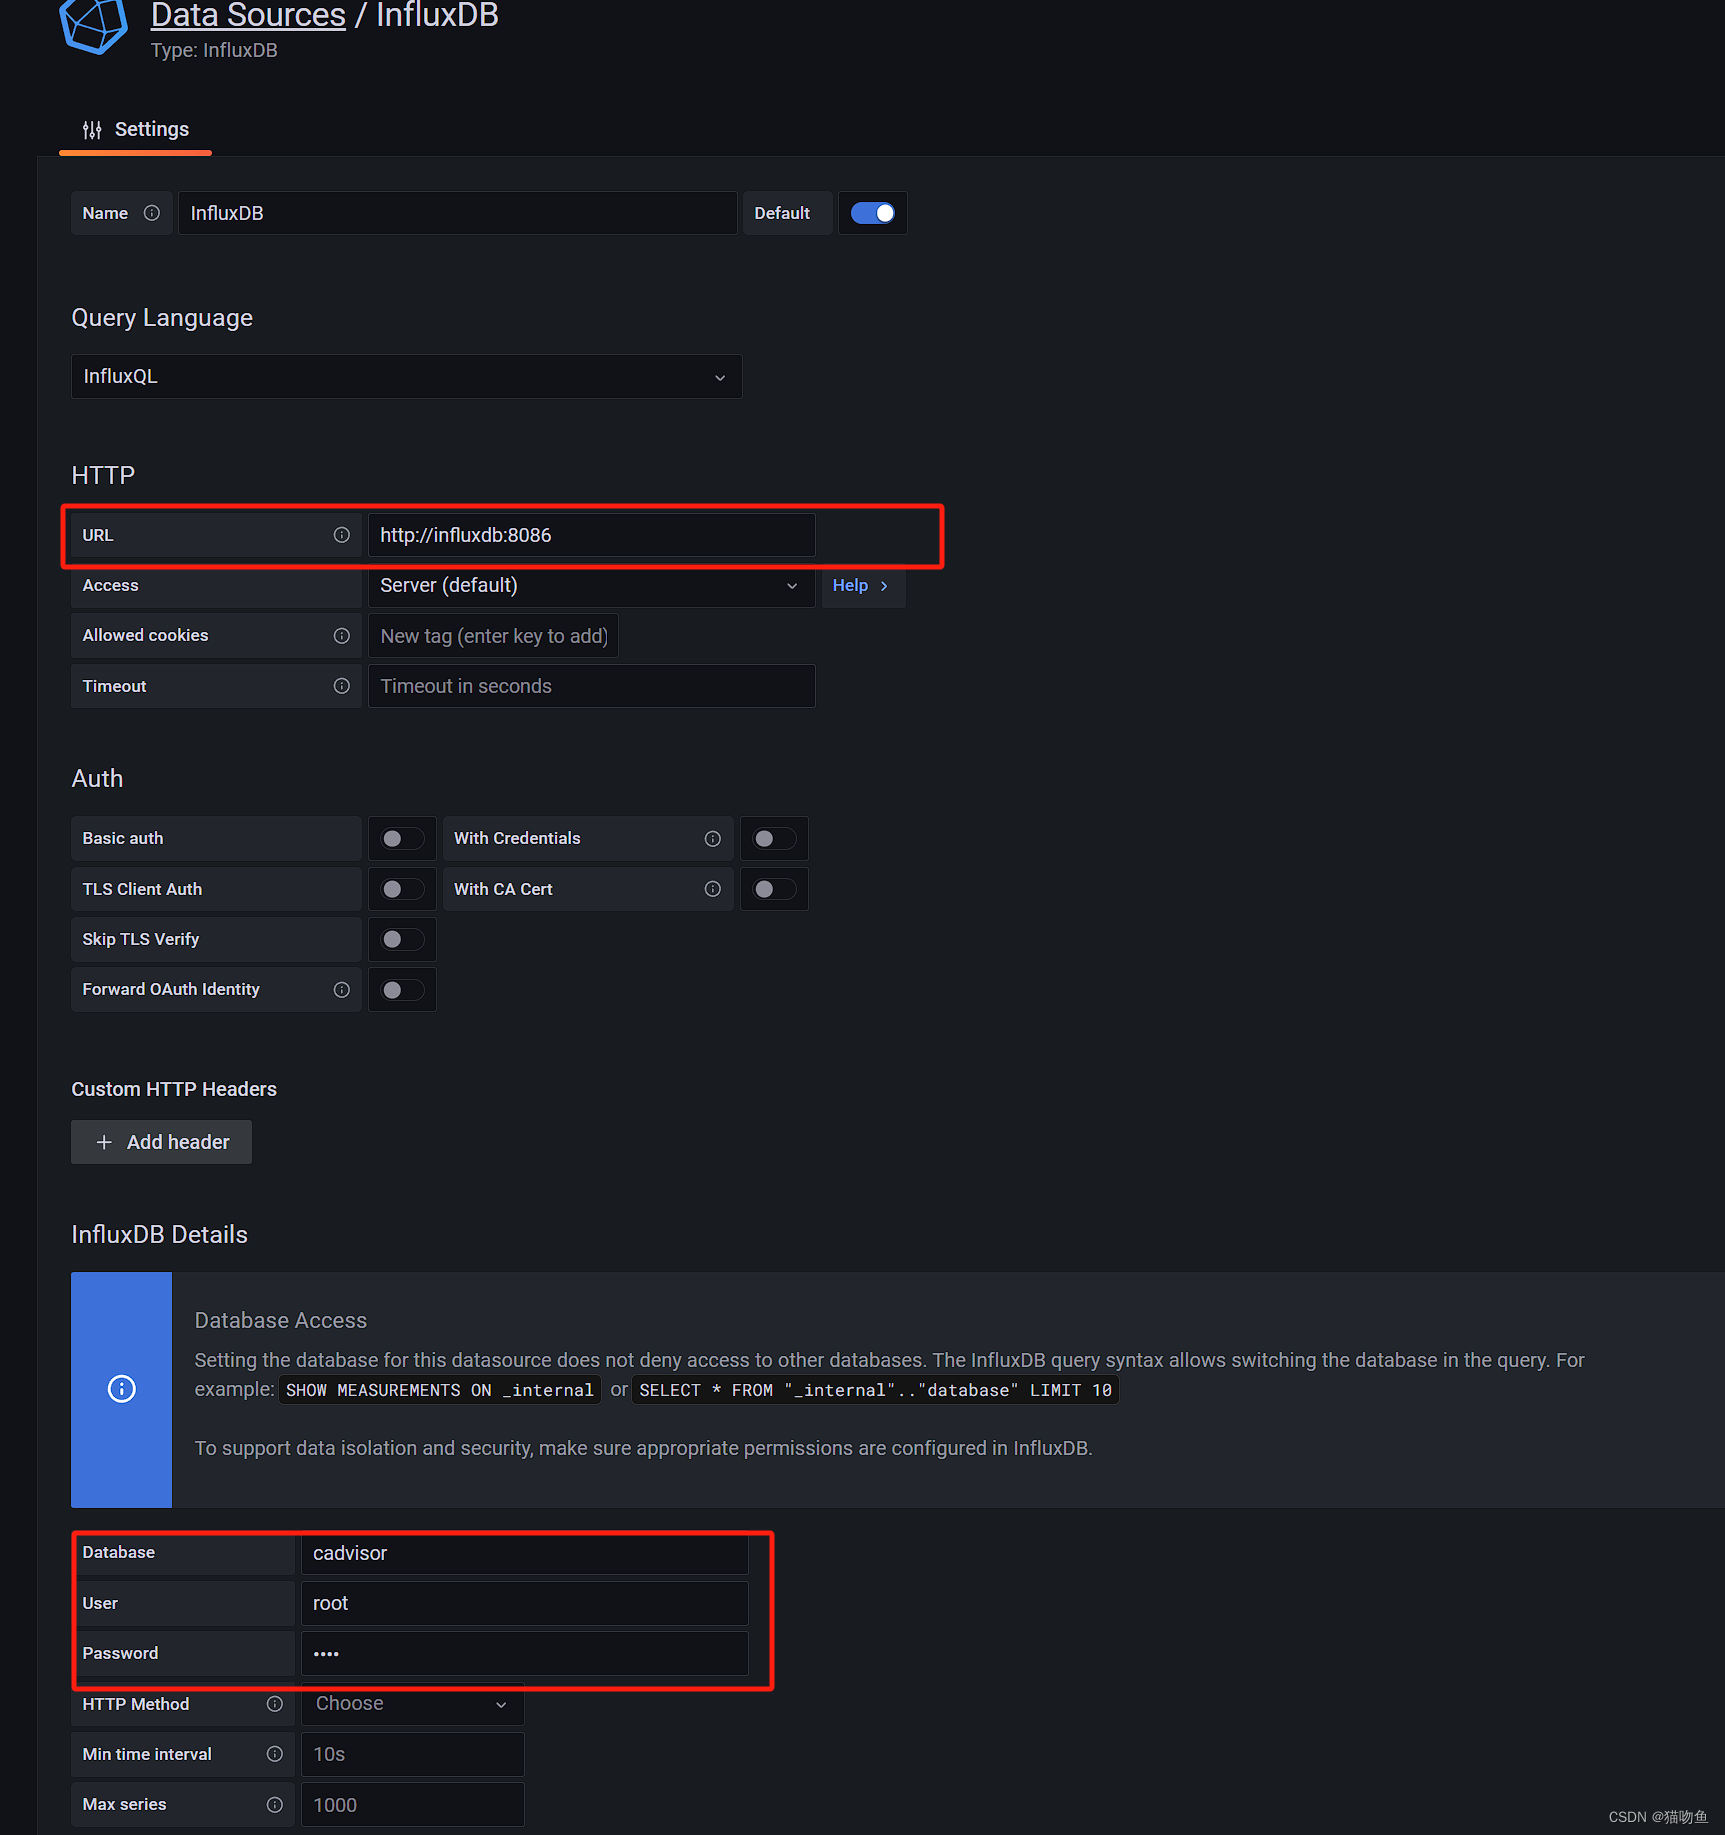 Data Sources / InfluxDB
Type: InfluxDB
Settings
Name InfluxDB Default
Query Language
InfluxQL
HTTP
URL http://influxdb:8086
Access Server (default) Help
Allowed cookies New tag (enter key to add)
Timeout Timeout in seconds
Auth
Basic auth With Credentials
TLS Client Auth With CA Cert
Skip TLS Verify
Forward OAuth Identity
Custom HTTP Headers
Add header
InfluxDB Details
Database Access
Setting the database for this datasource does not deny access to other databases. The InfluxDB query syntax allows switching the database in the query. For
example: SHOW MEASUREMENTS ON _internal or SELECT * FROM "_internal".."database" LIMIT 10
To support data isolation and security, make sure appropriate permissions are configured in InfluxDB.
Database cadvisor
User root
Password ••••
HTTP Method Choose
Min time interval 10s
Max series 1000
CSDN @猫吻鱼